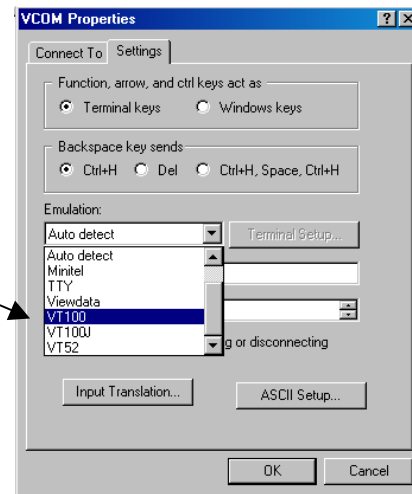 VCOM Properties
Connect To Settings
Function, arrow, and ctrl keys act as
Terminal keys Windows keys
Backspace key sends
Ctrl+H Del Ctrl+H, Space, Ctrl+H
Emulation:
Auto detect Terminal Setup...
Auto detect
Minitel
TTY
Viewdata
VT100
VT100J
VT52 g or disconnecting
Input Translation... ASCII Setup...
OK Cancel